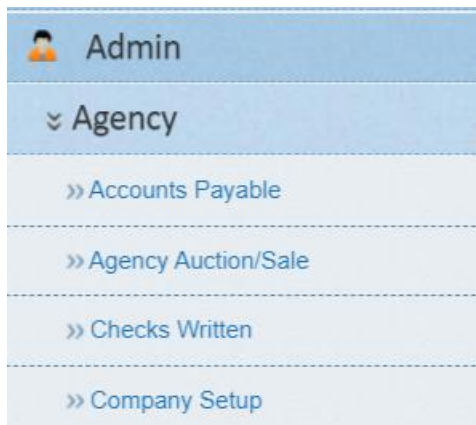 Admin
Agency
Accounts Payable
Agency Auction/Sale
Checks Written
Company Setup